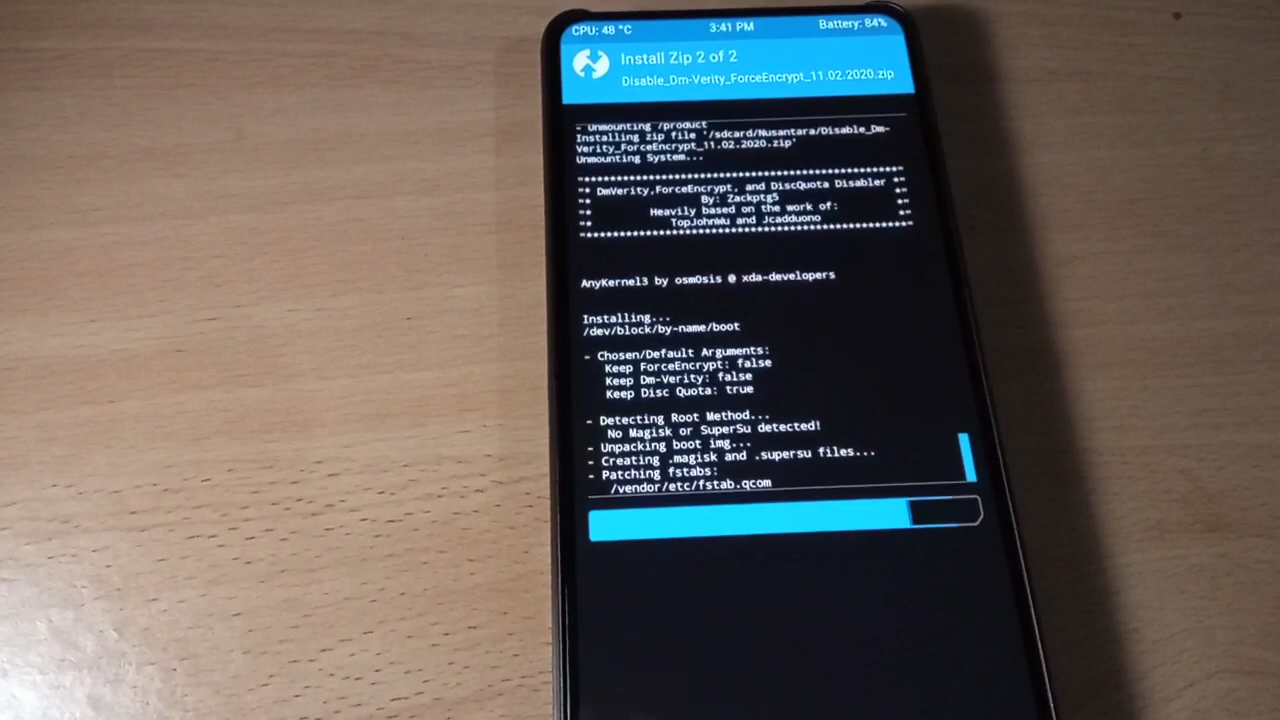 CPU: 48 °C 3:41 PM Battery: 84%
Install Zip 2 of 2
Disable_Dm-Verity_ForceEncrypt_11.02.2020.zip
- Unmounting /product
Installing zip file '/sdcard/Nusantara/Disable_Dm-
Verity_ForceEncrypt_11.02.2020.zip'
Unmounting System...
"* DmVerity,ForceEncrypt, and DiscQuota Disabler *"
"* By: Zackptg5 *"
"* Heavily based on the work of: *"
"* TopJohnWu and Jcadduono *"
AnyKernel3 by osm0sis @ xda-developers
Installing...
/dev/block/by-name/boot
- Chosen/Default Arguments:
Keep ForceEncrypt: false
Keep Dm-Verity: false
Keep Disc Quota: true
- Detecting Root Method...
No Magisk or SuperSu detected!
- Unpacking boot img...
- Creating .magisk and .supersu files...
- Patching fstabs:
/vendor/etc/fstab.qcom